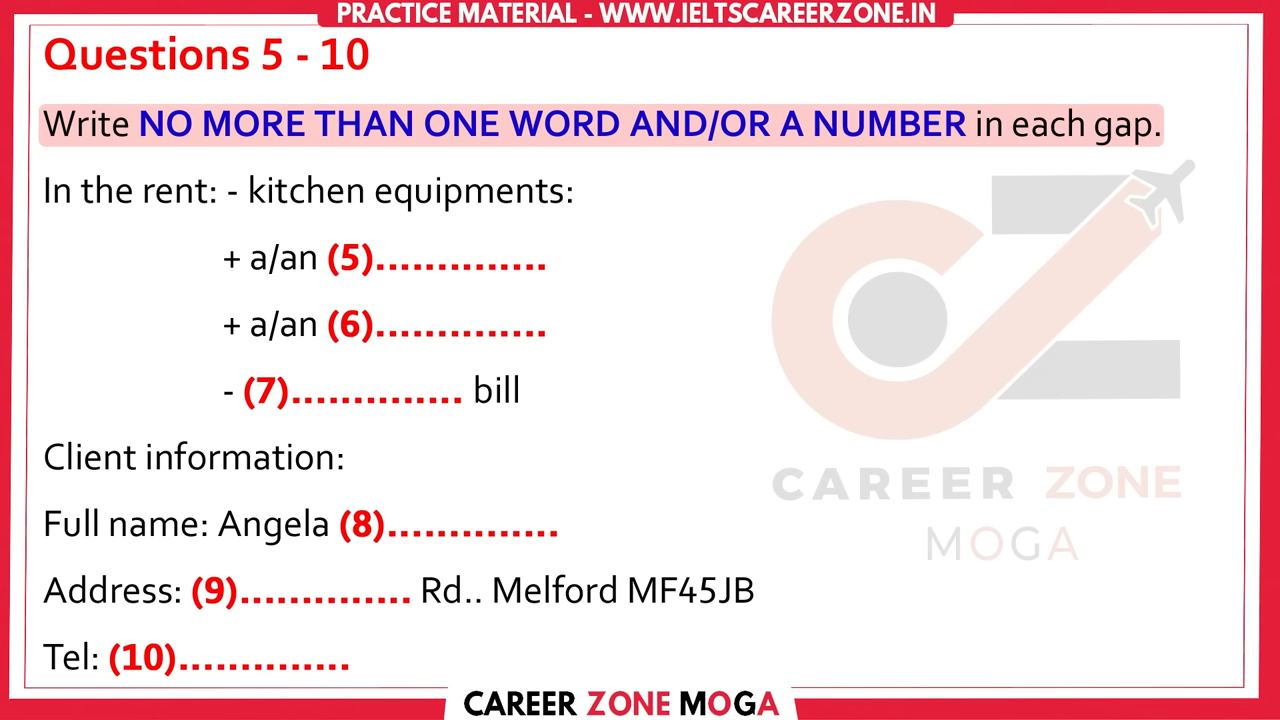 PRACTICE MATERIAL - WWW.IELTSCAREERZONE.IN
Questions 5 - 10
Write NO MORE THAN ONE WORD AND/OR A NUMBER in each gap.
In the rent: - kitchen equipments:
+ a/an (5)..............
+ a/an (6)..............
- (7).............. bill
Client information:
Full name: Angela (8)..............
Address: (9).............. Rd.. Melford MF45JB
Tel: (10)..............
CAREER ZONE
MOGA
CAREER ZONE MOGA